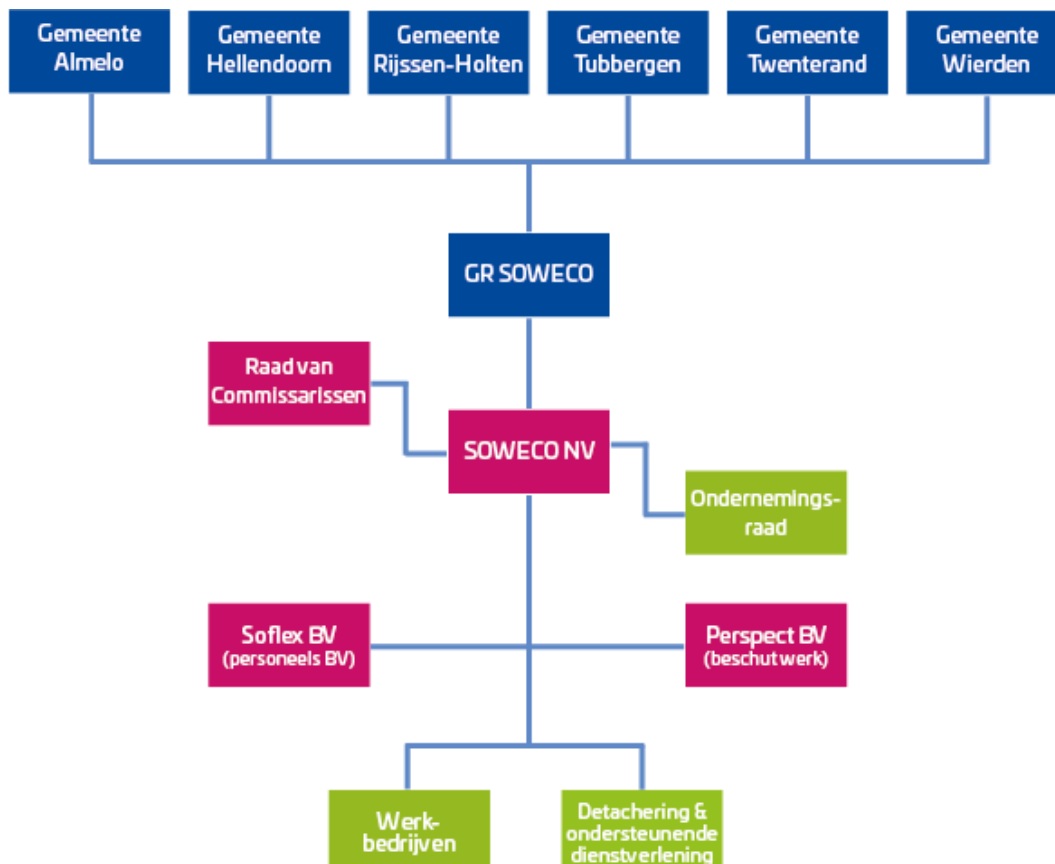 Gemeente
Almelo
Gemeente
Hellendoorn
Gemeente
Rijssen-Holten
Gemeente
Tubbergen
Gemeente
Twenterand
Gemeente
Wierden
GR SOWECO
Raad van
Commissarissen
SOWECO NV
Ondernemings-
raad
Soflex BV
(personeels BV)
Perspect BV
(beschut werk)
Werk-
bedrijven
Detachering &
ondersteunende
dienstverlening